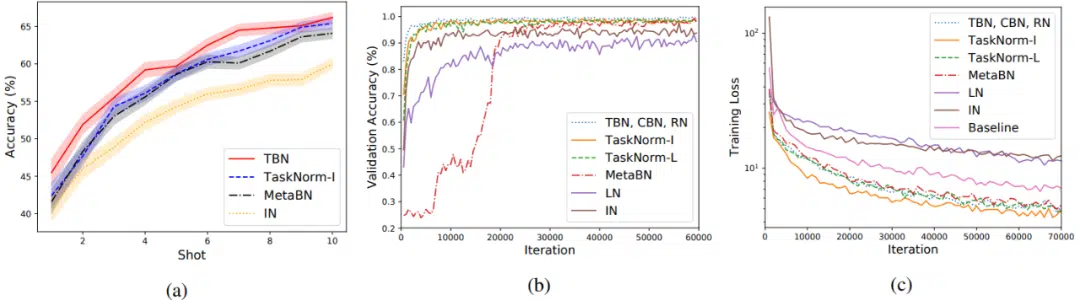 65
60
55
50
45
40
Accuracy (%)
TBN
TaskNorm-I
MetaBN
IN
2 4 6 8 10
Shot
(a)
1.0
0.9
0.8
0.7
0.6
0.5
0.4
0.3
0.2
Validation Accuracy (%)
TBN, CBN, RN
TaskNorm-I
TaskNorm-L
MetaBN
LN
IN
0 10000 20000 30000 40000 50000 60000
Iteration
(b)
10²
10¹
Training Loss
TBN, CBN, RN
TaskNorm-I
TaskNorm-L
MetaBN
LN
IN
Baseline
0 10000 20000 30000 40000 50000 60000 70000
Iteration
(c)